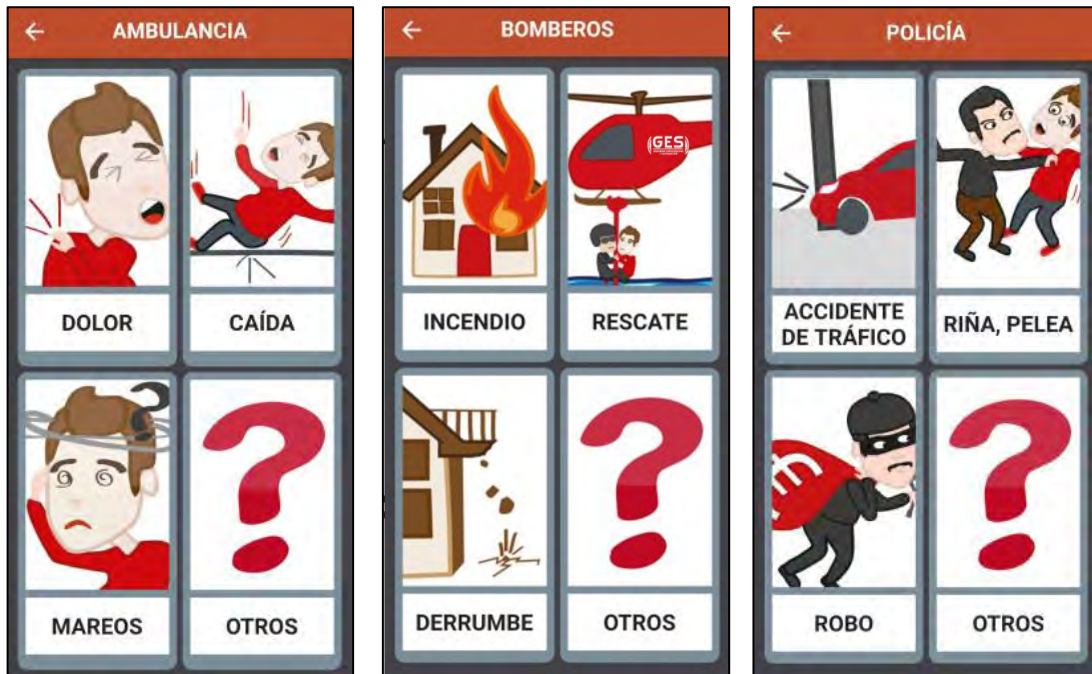 AMBULANCIA
DOLOR
CAÍDA
MAREOS
OTROS
BOMBEROS
GES
INCENDIO
RESCATE
DERRUMBE
OTROS
POLICÍA
ACCIDENTE
DE TRÁFICO
RIÑA, PELEA
ROBO
OTROS